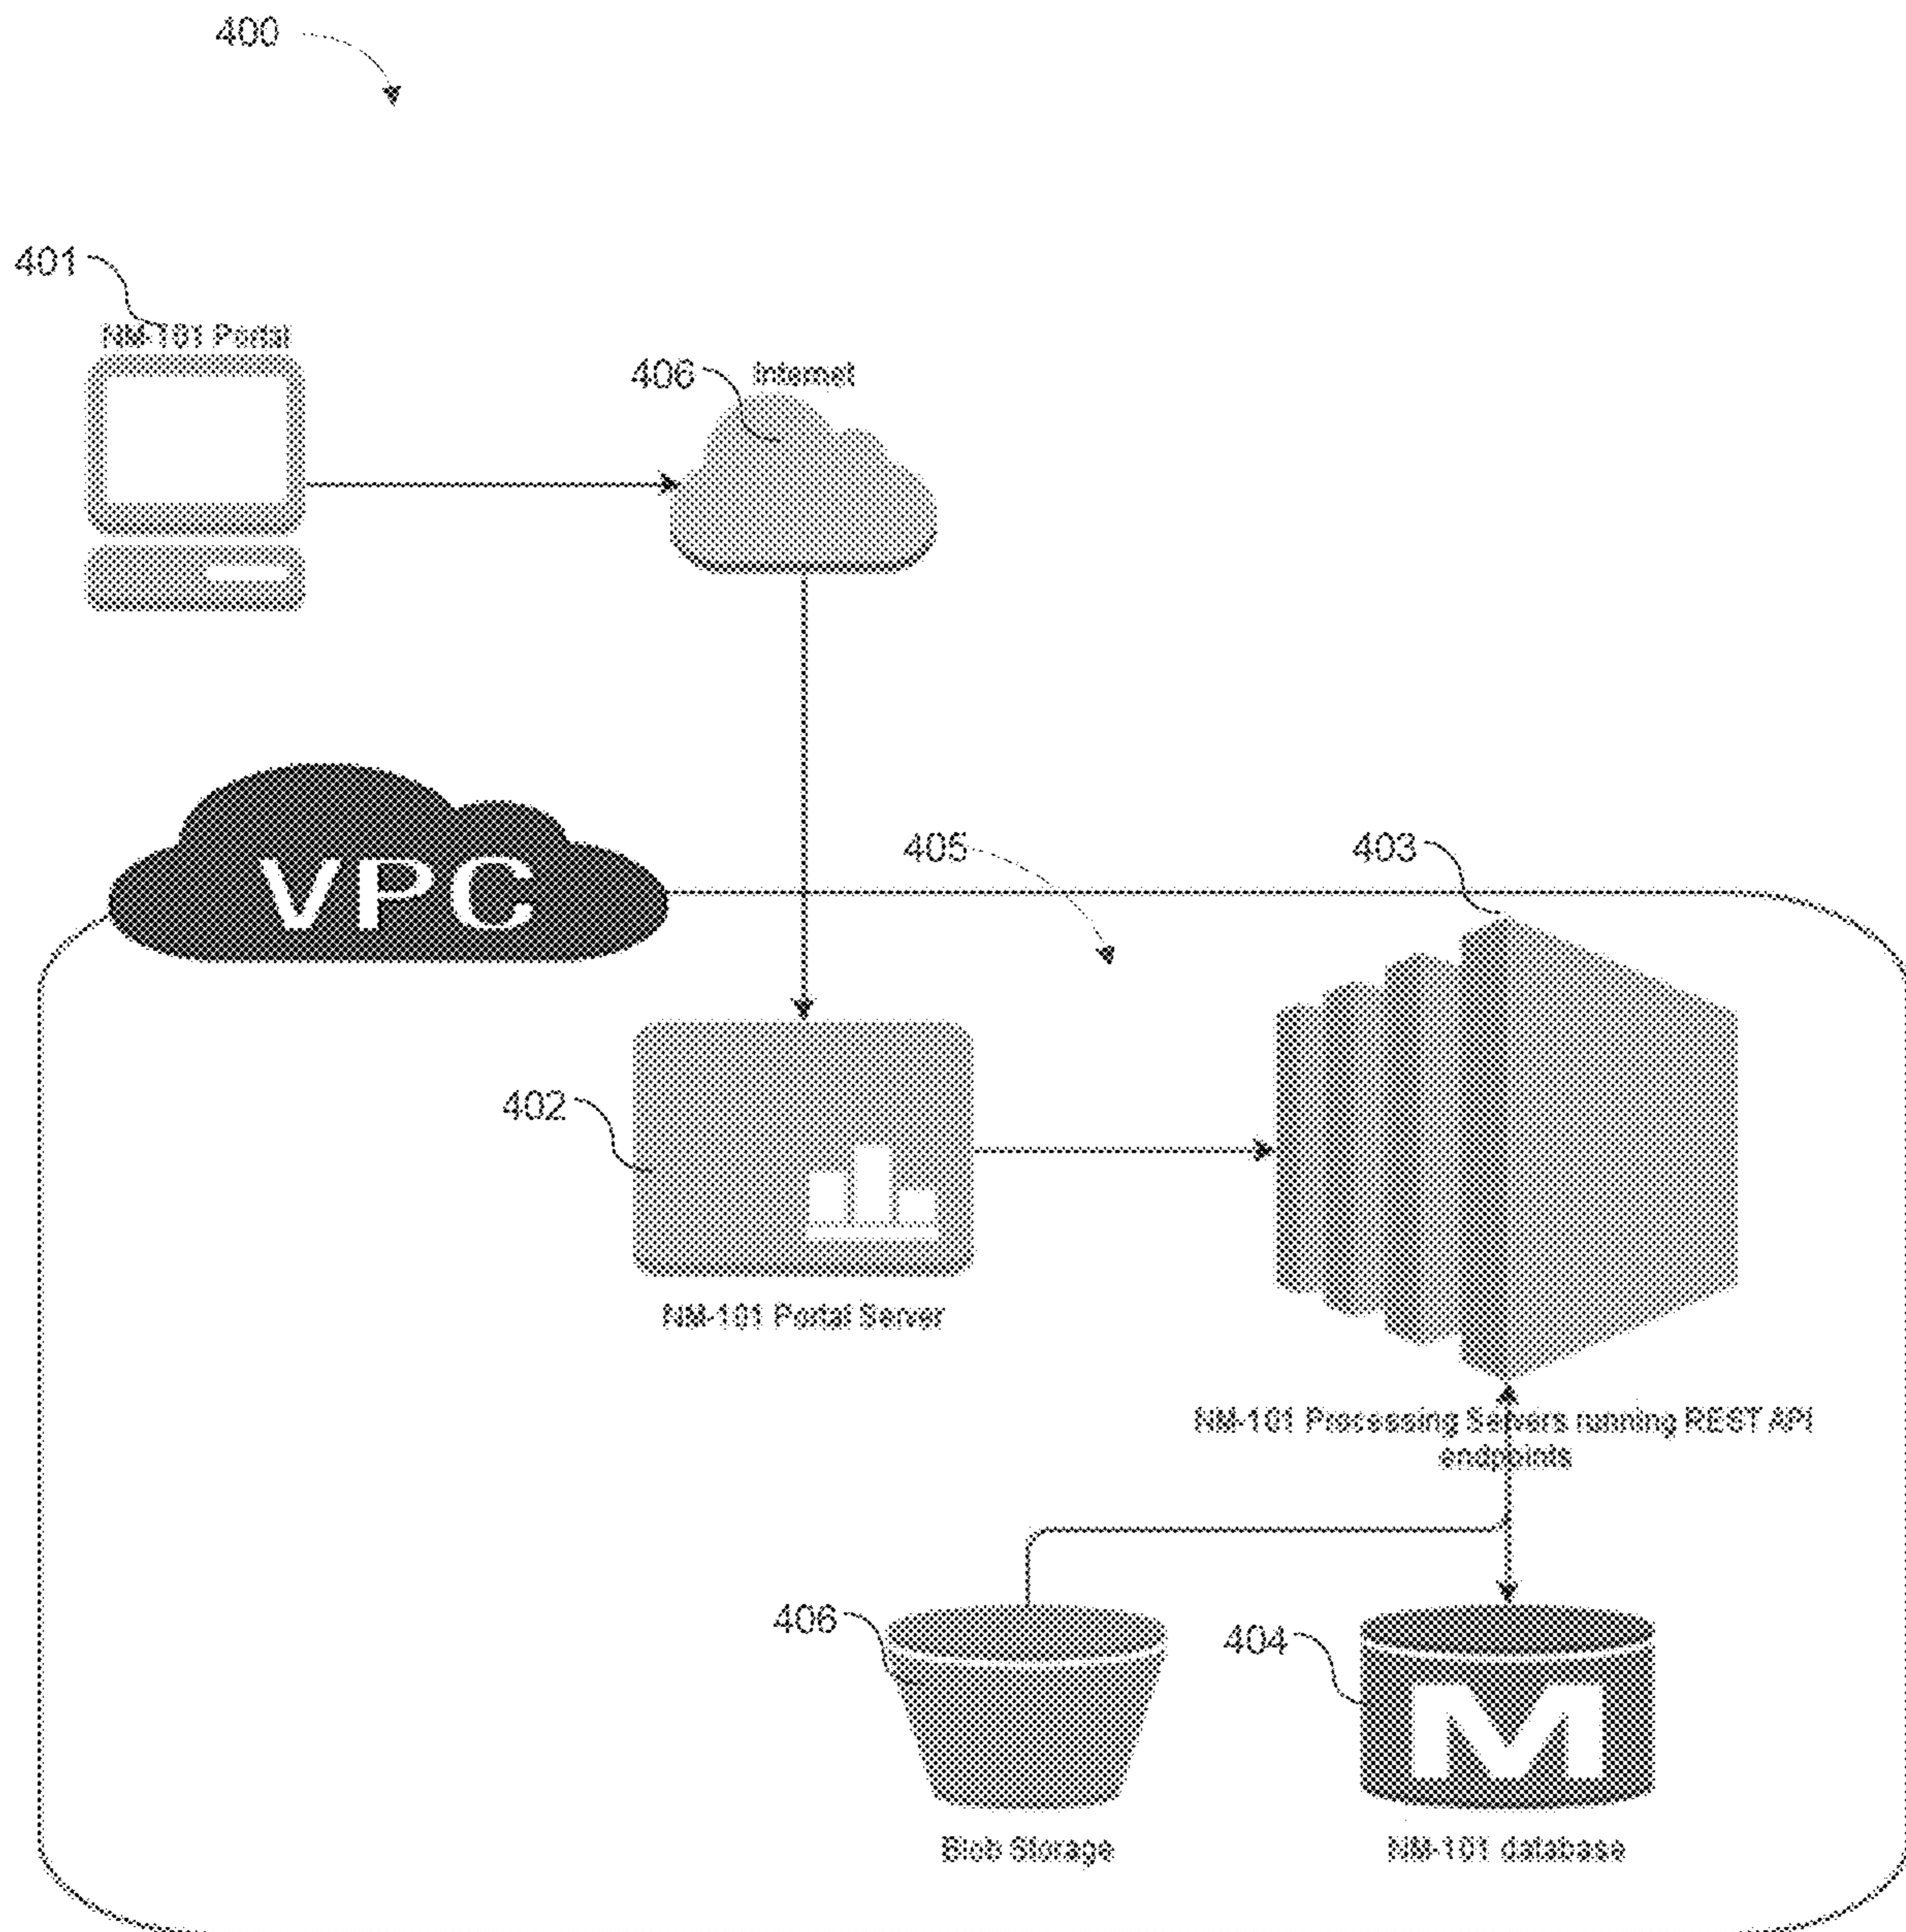 400
401
NM-101 Portal
406
Internet
VPC
405
403
402
NM-101 Portal Server
NM-101 Processing Servers running REST API
endpoints
406
404
M
Blob Storage
NM-101 database